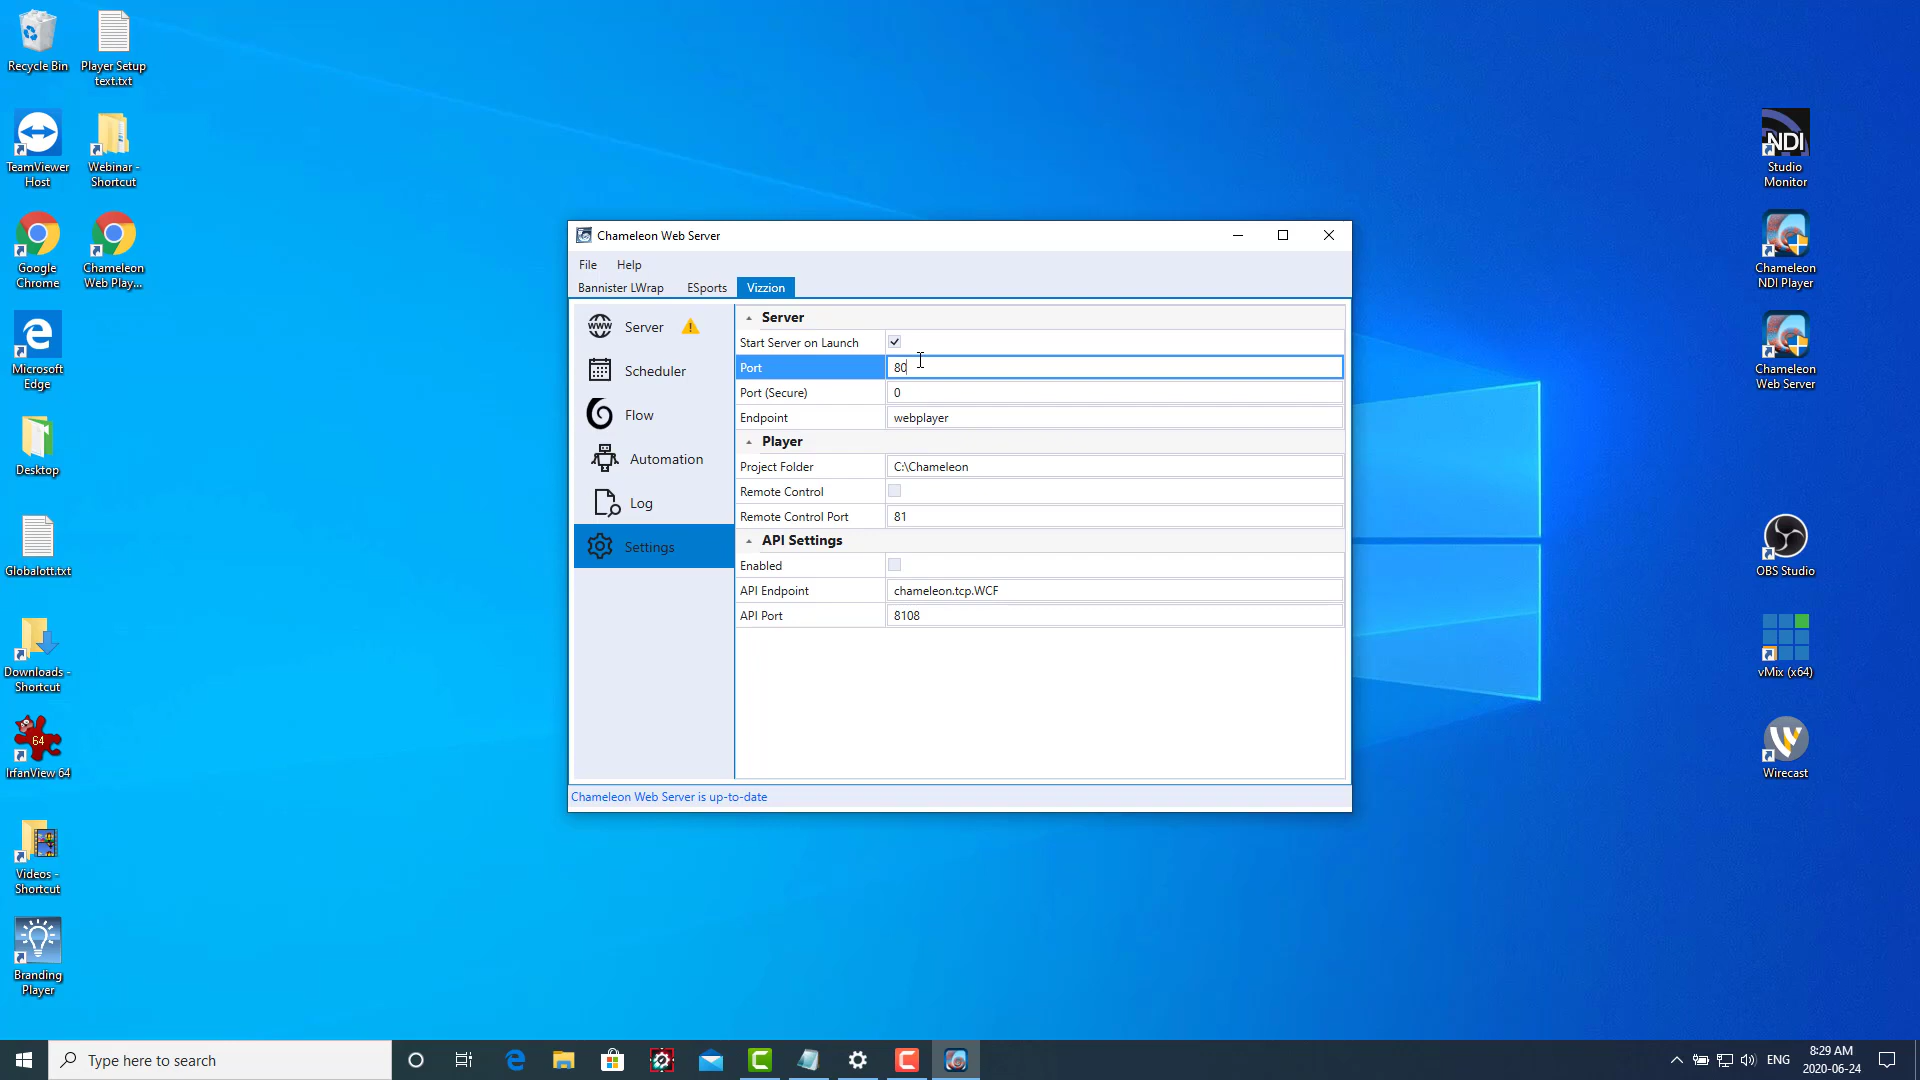 Recycle Bin
Player Setup
text.txt
TeamViewer
Host
Webinar -
Shortcut
Google
Chrome
Chameleon
Web Play...
Microsoft
Edge
Desktop
Globalott.txt
Downloads -
Shortcut
64
IrfanView 64
Videos -
Shortcut
Branding
Player
Chameleon Web Server
File Help
Bannister LWrap ESports Vizzion
WWW
Server
Scheduler
Flow
Automation
Log
Settings
Server
Start Server on Launch
Port 80
Port (Secure) 0
Endpoint webplayer
Player
Project Folder C:\Chameleon
Remote Control
Remote Control Port 81
API Settings
Enabled
API Endpoint chameleon.tcp.WCF
API Port 8108
Chameleon Web Server is up-to-date
NDI
Studio
Monitor
Chameleon
NDI Player
Chameleon
Web Server
OBS Studio
vMix (x64)
Wirecast
Type here to search
ENG
8:29 AM
2020-06-24